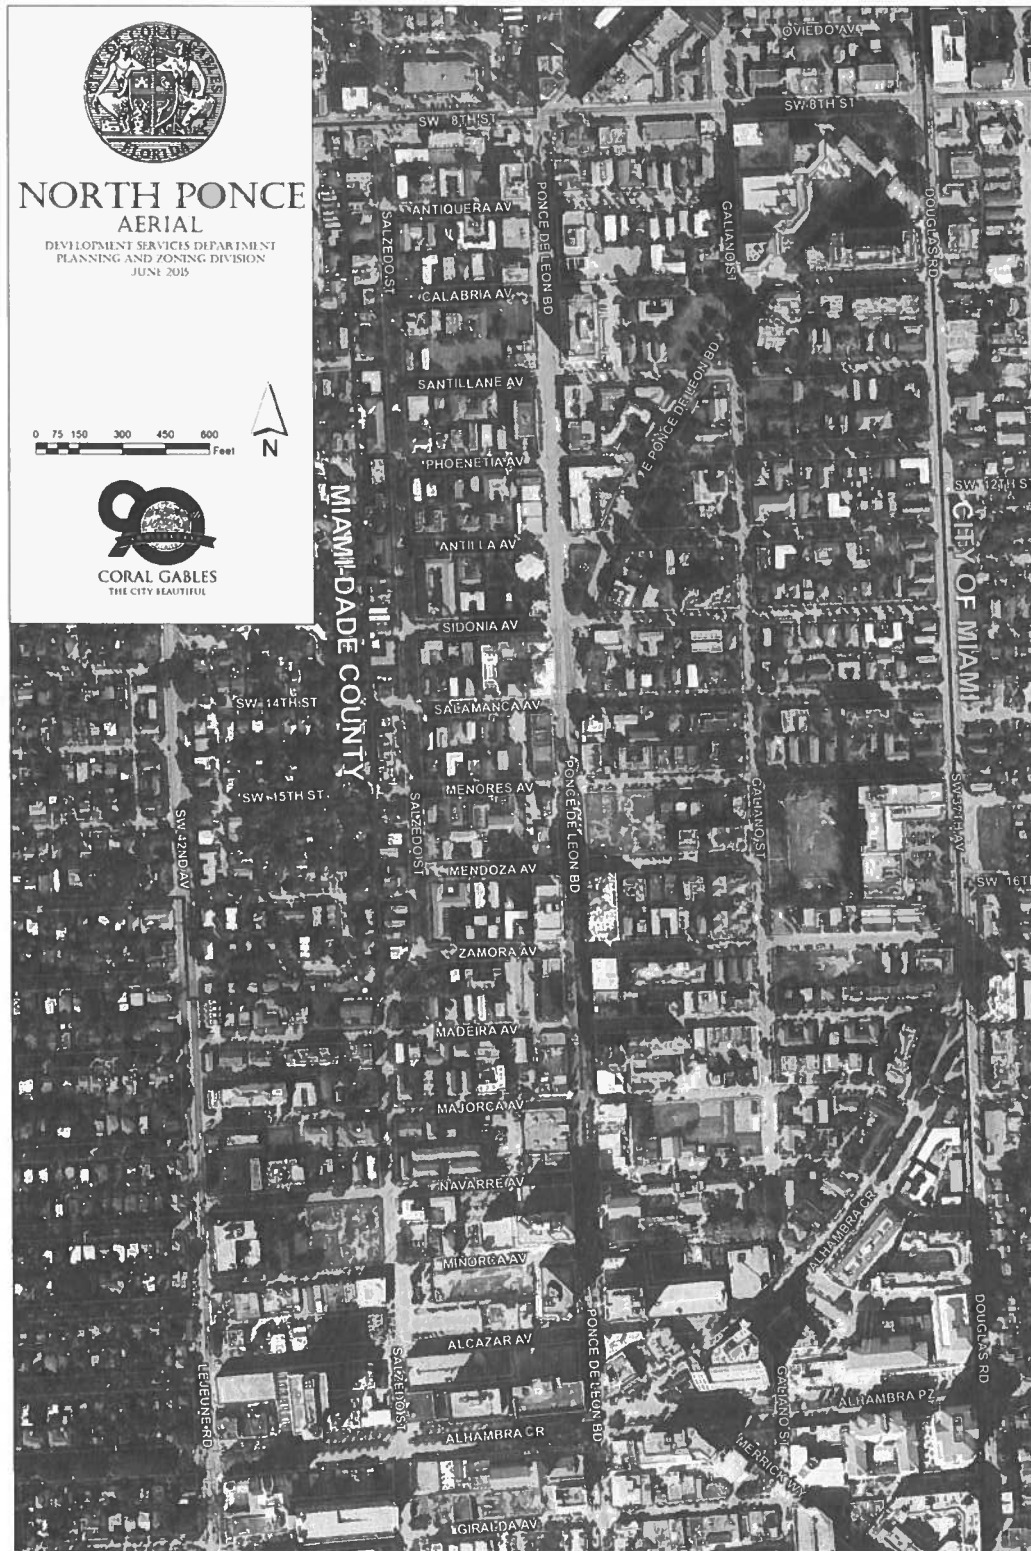 CITY OF CORAL GABLES
FLORIDA
NORTH PONCE
AERIAL
DEVELOPMENT SERVICES DEPARTMENT
PLANNING AND ZONING DIVISION
JUNE 2015
0 75 150 300 450 600
Feet
N
90
CORAL GABLES
THE CITY BEAUTIFUL
OVIEDO AV
SW 8TH ST
SW 8TH ST
ANTIQUERA AV
SALZEDO ST
PONCE DE LEON BD
GALIANO ST
DOUGLAS RD
CALABRIA AV
SANTILLANE AV
E PONCE DE LEON BD
PHOENETIA AV
SW 12TH ST
MIAMI-DADE COUNTY
CITY OF MIAMI
ANTILLA AV
SIDONIA AV
SW 14TH ST
SALAMANCA AV
SW 15TH ST
MENORES AV
SALZEDO ST
PONCE DE LEON BD
GALIANO ST
SW 37TH AV
SW 42ND AV
MENDOZA AV
SW 16TH
ZAMORA AV
MADEIRA AV
MAJORCA AV
NAVARRE AV
ALHAMBRA CR
MINORCA AV
ALCAZAR AV
PONCE DE LEON BD
DOUGLAS RD
LEJEUNE RD
SALZEDO ST
GALIANO ST
ALHAMBRA PZ
ALHAMBRA CR
MERRICK WY
GIRALDA AV